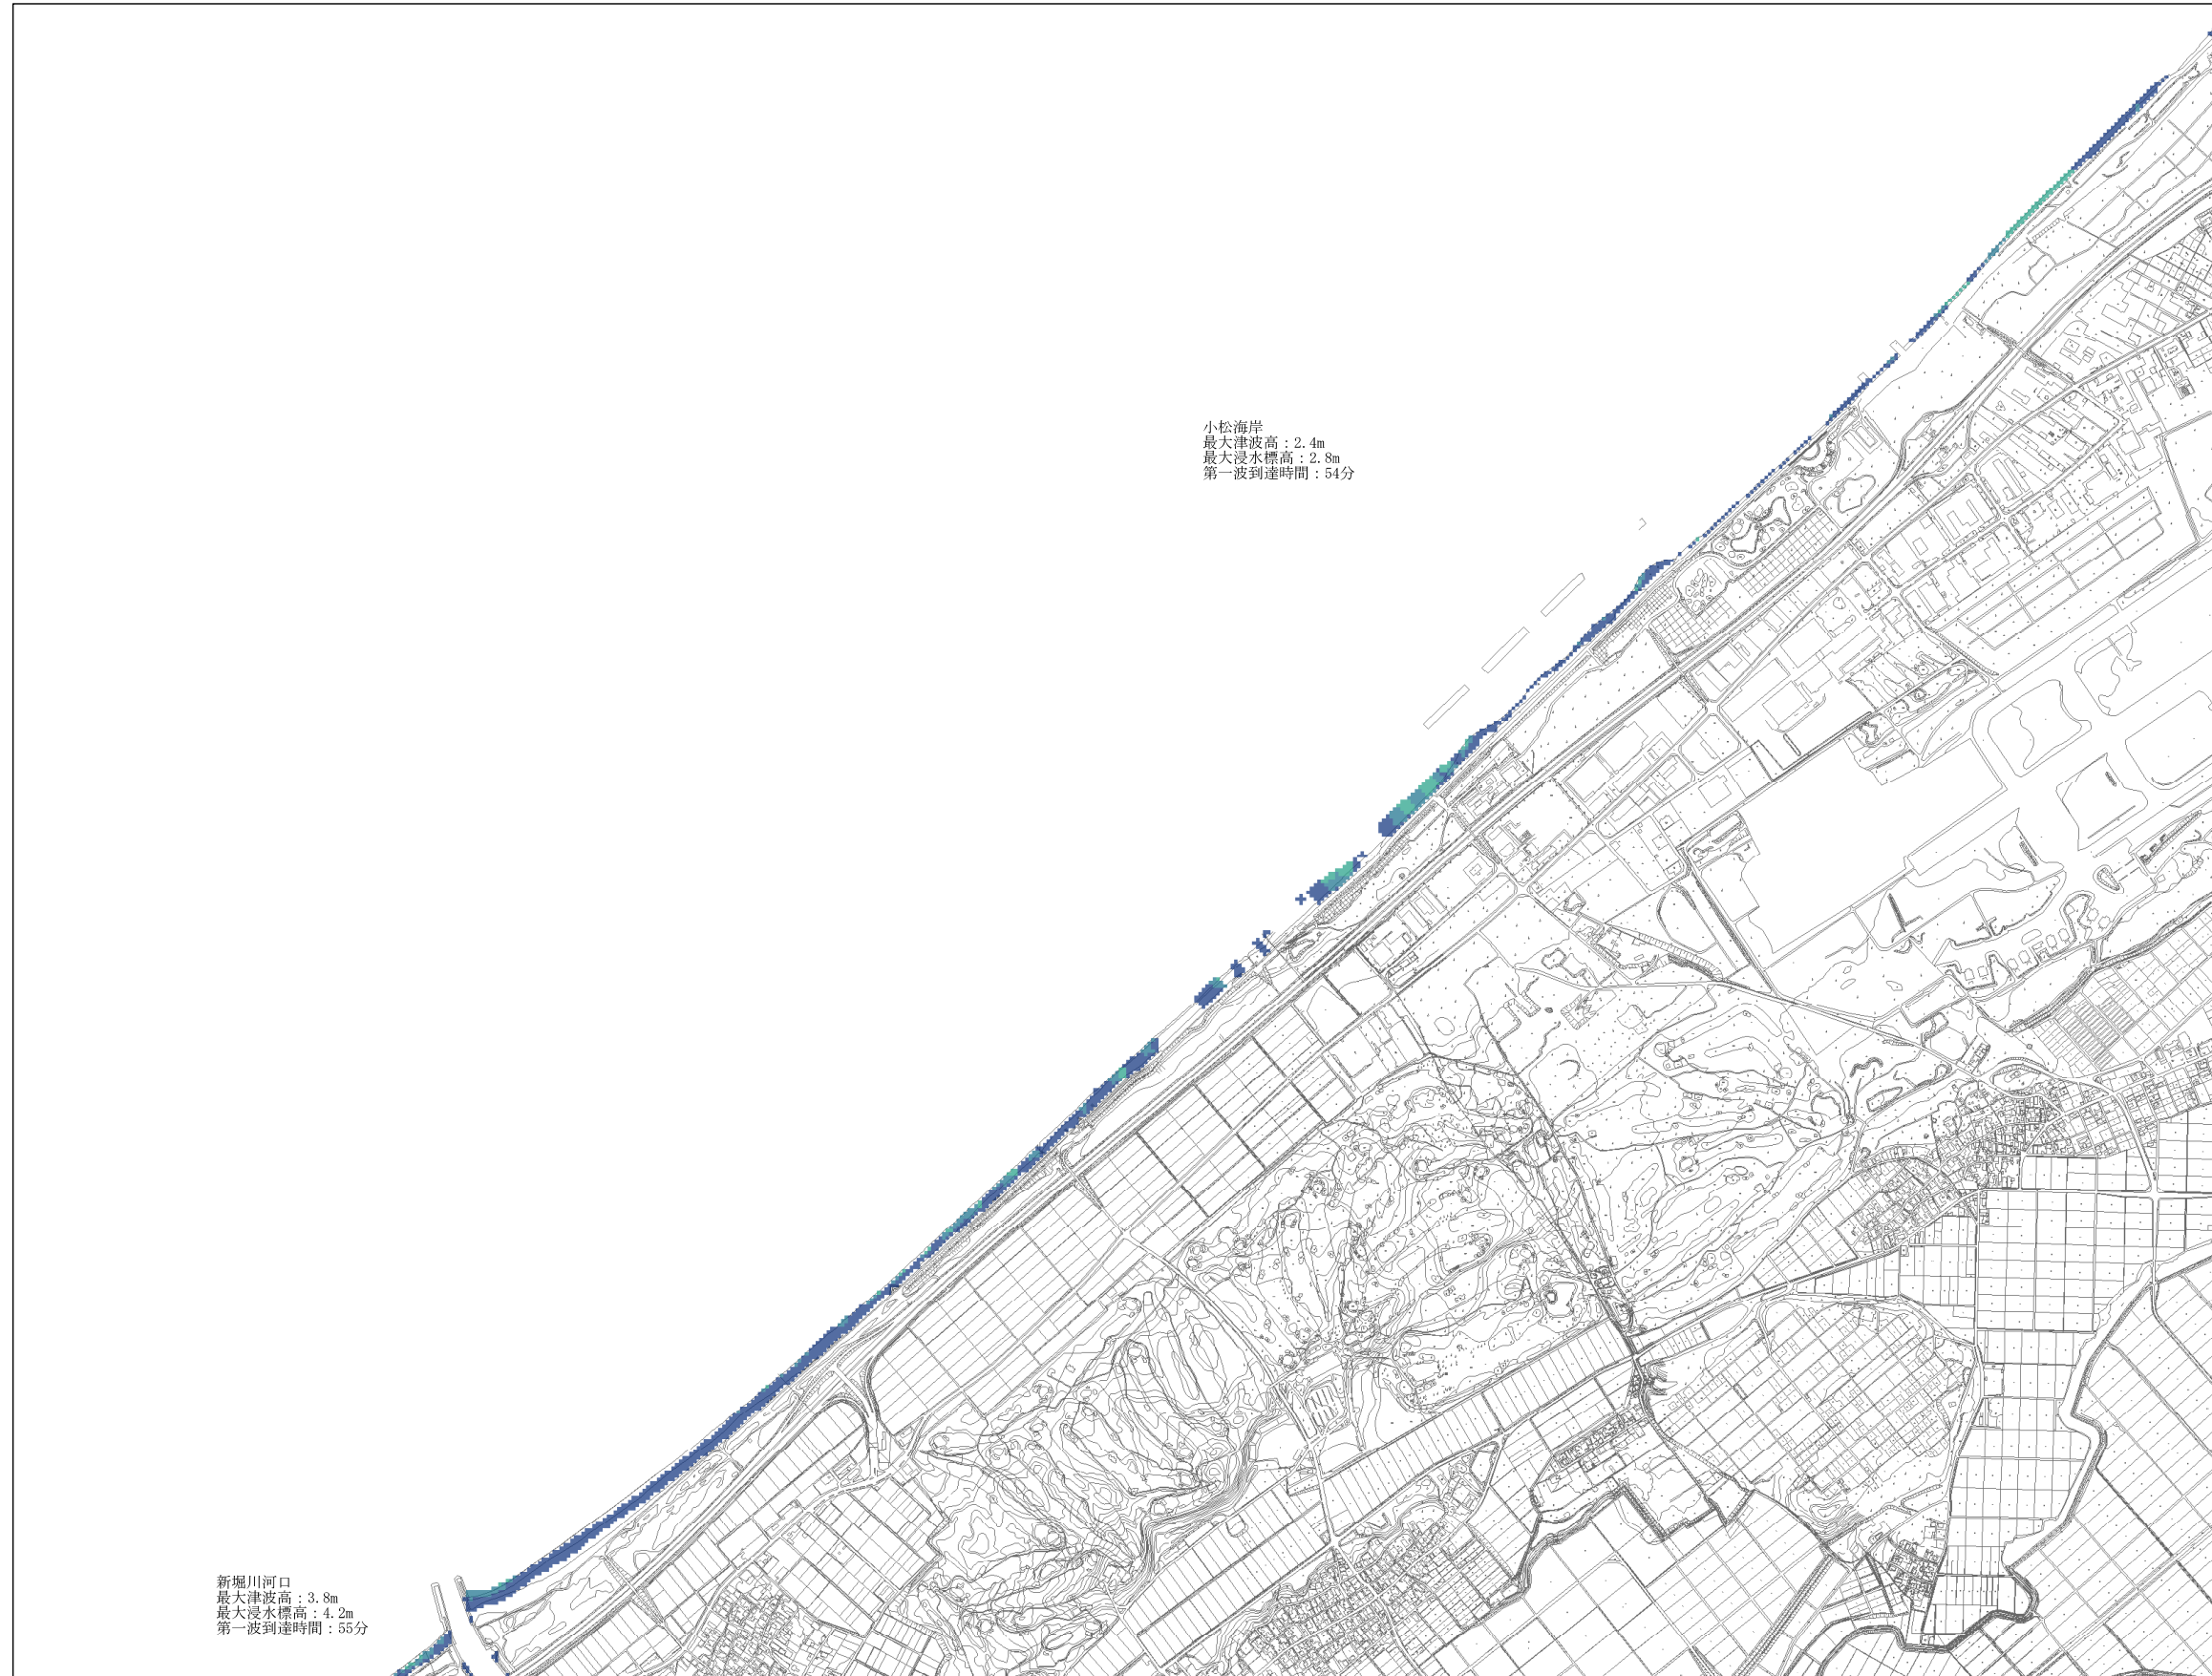 小松海岸
最大津波高：2.4m
最大浸水標高：2.8m
第一波到達時間：54分
新堀川河口
最大津波高：3.8m
最大浸水標高：4.2m
第一波到達時間：55分